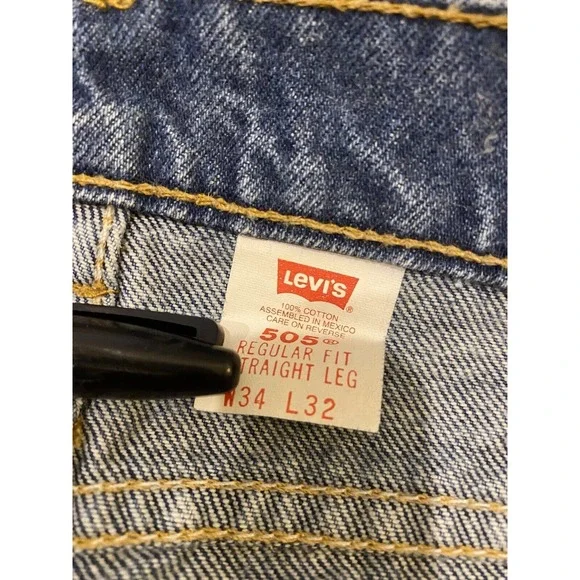 Levi's ®
100% COTTON
ASSEMBLED IN MEXICO
CARE ON REVERSE
505 ®
REGULAR FIT
TRAIGHT LEG
W34 L32